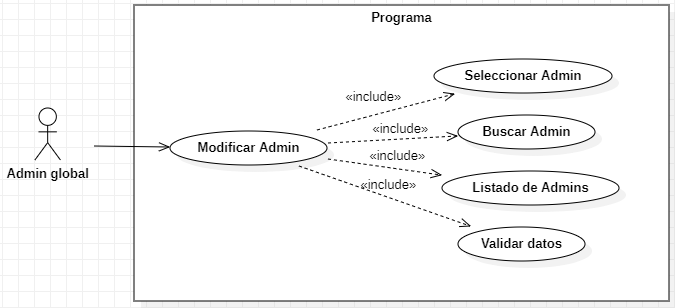 Programa
Seleccionar Admin
«include»
Buscar Admin
«include»
Modificar Admin
«include»
Admin global
«include»
Listado de Admins
Validar datos